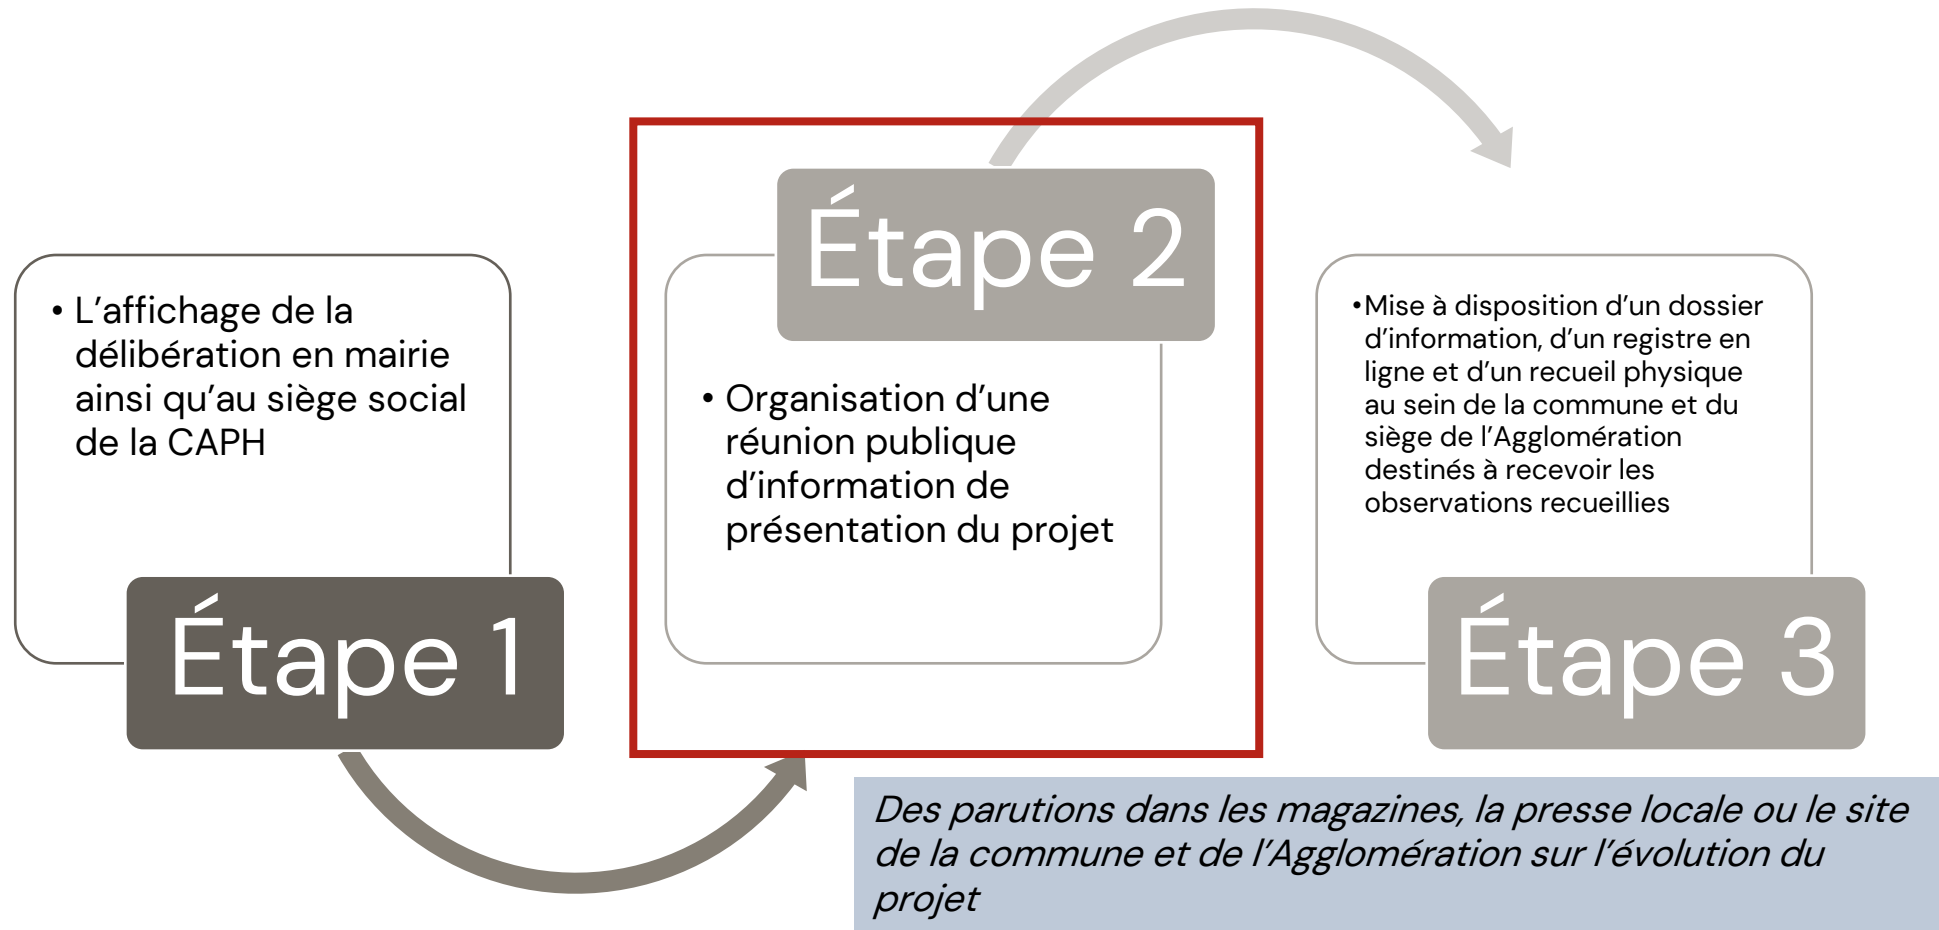 • L’affichage de la
délibération en mairie
ainsi qu’au siège social
de la CAPH
Étape 1
Étape 2
• Organisation d’une
réunion publique
d’information de
présentation du projet
•Mise à disposition d’un dossier
d’information, d’un registre en
ligne et d’un recueil physique
au sein de la commune et du
siège de l’Agglomération
destinés à recevoir les
observations recueillies
Étape 3
Des parutions dans les magazines, la presse locale ou le site
de la commune et de l’Agglomération sur l’évolution du
projet